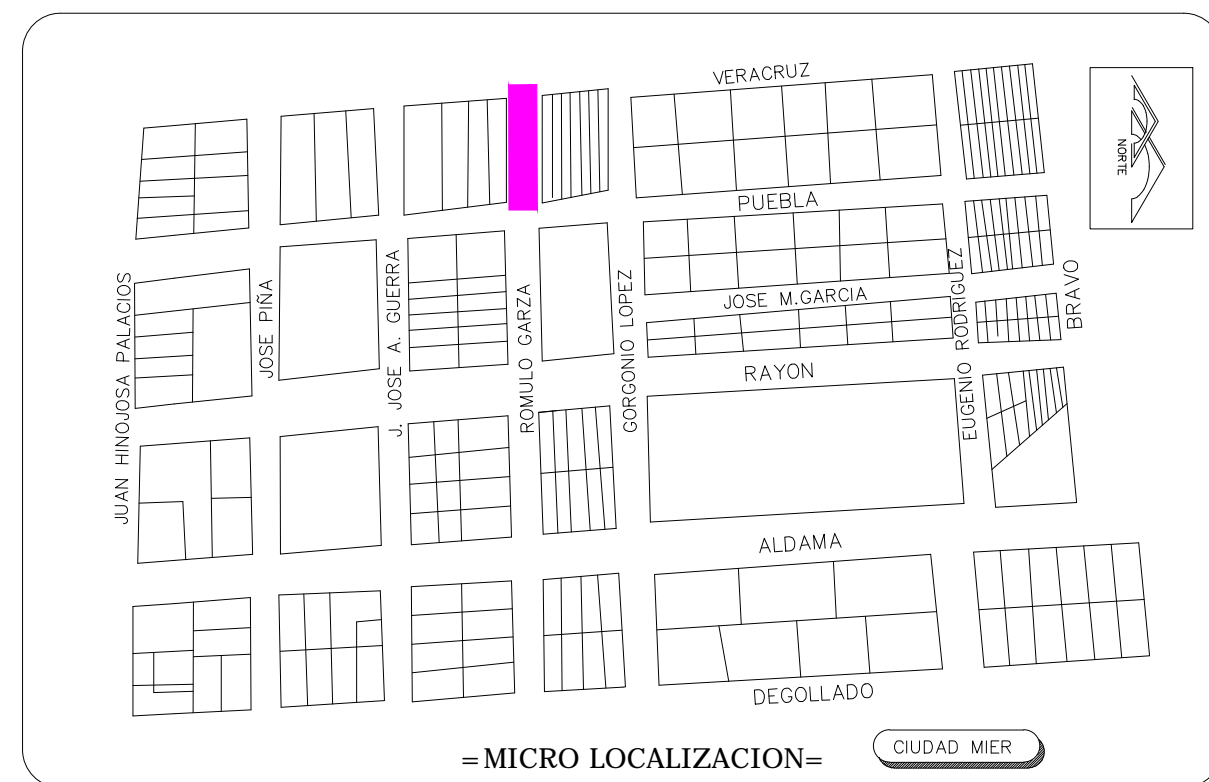 VERACRUZ
NORTE
PUEBLA
JUAN HINOJOSA PALACIOS
JOSE PIÑA
J. JOSE A. GUERRA
ROMULO GARZA
GORGONIO LOPEZ
JOSE M.GARCIA
EUGENIO RODRIGUEZ
BRAVO
RAYON
ALDAMA
DEGOLLADO
=MICRO LOCALIZACION=
CIUDAD MIER